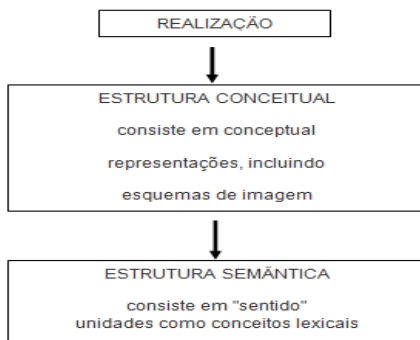 REALIZAÇÃO
ESTRUTURA CONCEITUAL
consiste em conceptual
representações, incluindo
esquemas de imagem
ESTRUTURA SEMÂNTICA
consiste em "sentido"
unidades como conceitos lexicais